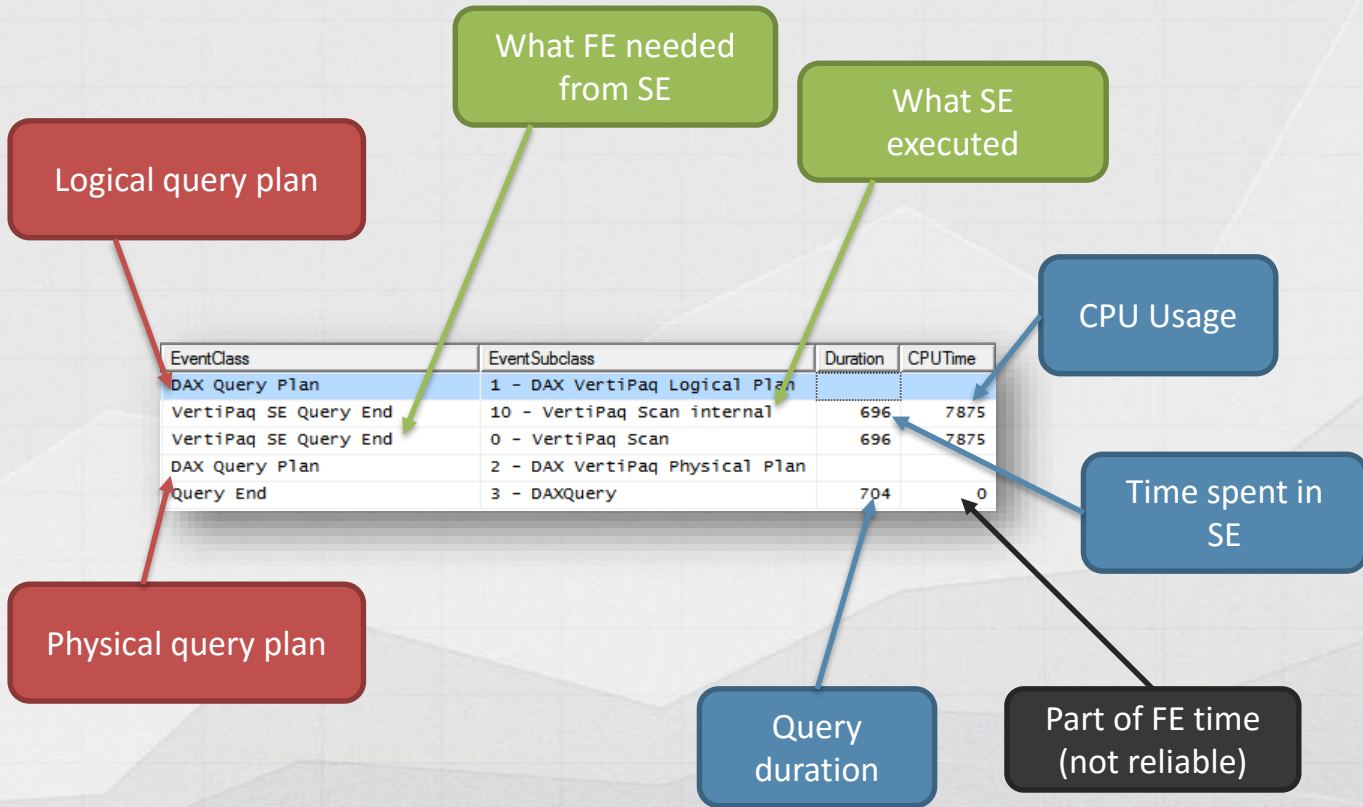 What FE needed
from SE
What SE
executed
Logical query plan
CPU Usage
EventClass EventSubclass Duration CPUTime
DAX Query Plan 1 - DAX VertiPaq Logical Plan
VertiPaq SE Query End 10 - VertiPaq Scan internal 696 7875
VertiPaq SE Query End 0 - VertiPaq Scan 696 7875
DAX Query Plan 2 - DAX VertiPaq Physical Plan
Query End 3 - DAXQuery 704 0
Time spent in
SE
Physical query plan
Query
duration
Part of FE time
(not reliable)